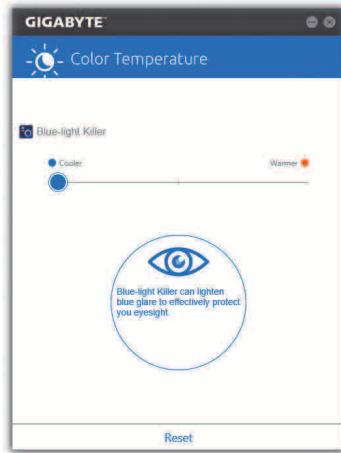 GIGABYTE™
Color Temperature
Blue-light Killer
Cooler Warmer
Blue-light Killer can lighten
blue glare to effectively protect
you eyesight.
Reset